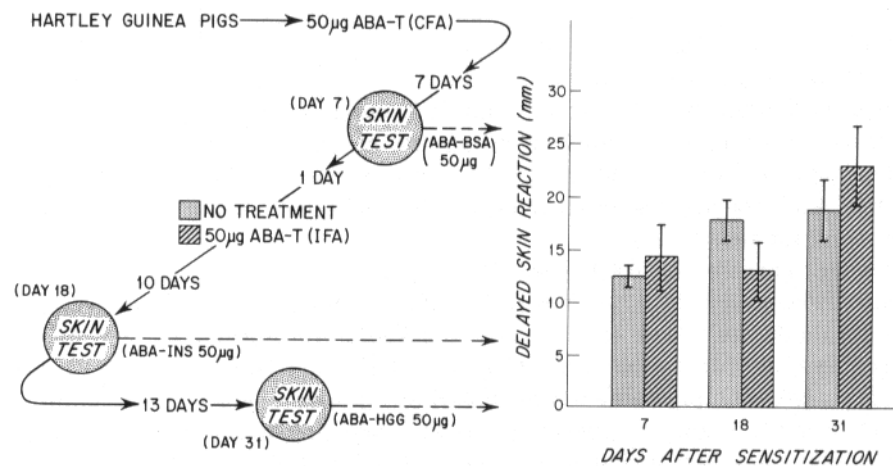 HARTLEY GUINEA PIGS
50µg ABA-T (CFA)
7 DAYS
(DAY 7)
SKIN
TEST
(ABA-BSA
50µg)
1 DAY
NO TREATMENT
50µg ABA-T (IFA)
10 DAYS
(DAY 18)
SKIN
TEST
(ABA-INS 50µg)
13 DAYS
SKIN
TEST
(ABA-HGG 50µg)
(DAY 31)
DELAYED SKIN REACTION (mm)
30
25
20
15
10
5
0
7
18
31
DAYS AFTER SENSITIZATION